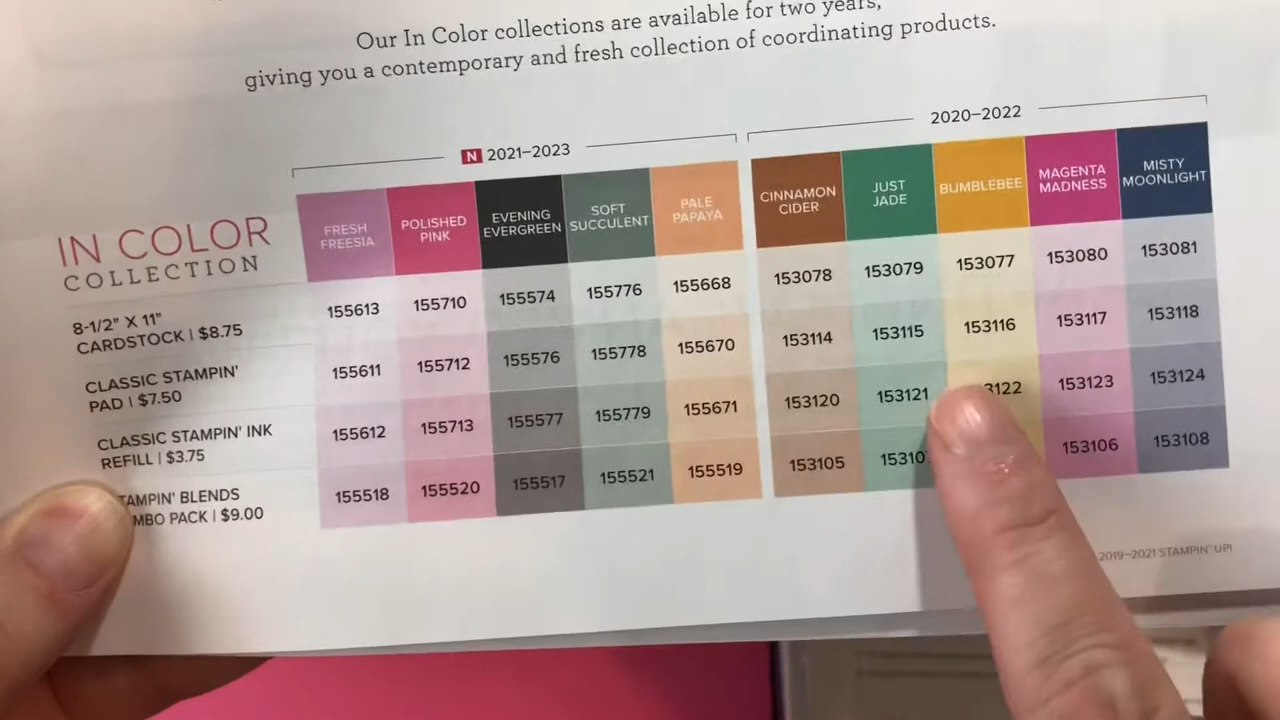 Our In Color collections are available for two years,
giving you a contemporary and fresh collection of coordinating products.
N 2021–2023
2020–2022
IN COLOR
COLLECTION
FRESH
FREESIA
POLISHED
PINK
EVENING
EVERGREEN
SOFT
SUCCULENT
PALE
PAPAYA
CINNAMON
CIDER
JUST
JADE
BUMBLEBEE
MAGENTA
MADNESS
MISTY
MOONLIGHT
8-1/2" X 11"
CARDSTOCK | $8.75
155613 155710 155574 155776 155668 153078 153079 153077 153080 153081
CLASSIC STAMPIN'
PAD | $7.50
155611 155712 155576 155778 155670 153114 153115 153116 153117 153118
CLASSIC STAMPIN' INK
REFILL | $3.75
155612 155713 155577 155779 155671 153120 153121 3122 153123 153124
TAMPIN' BLENDS
MBO PACK | $9.00
155518 155520 155517 155521 155519 153105 15310 153106 153108
2019–2021 STAMPIN' UP!